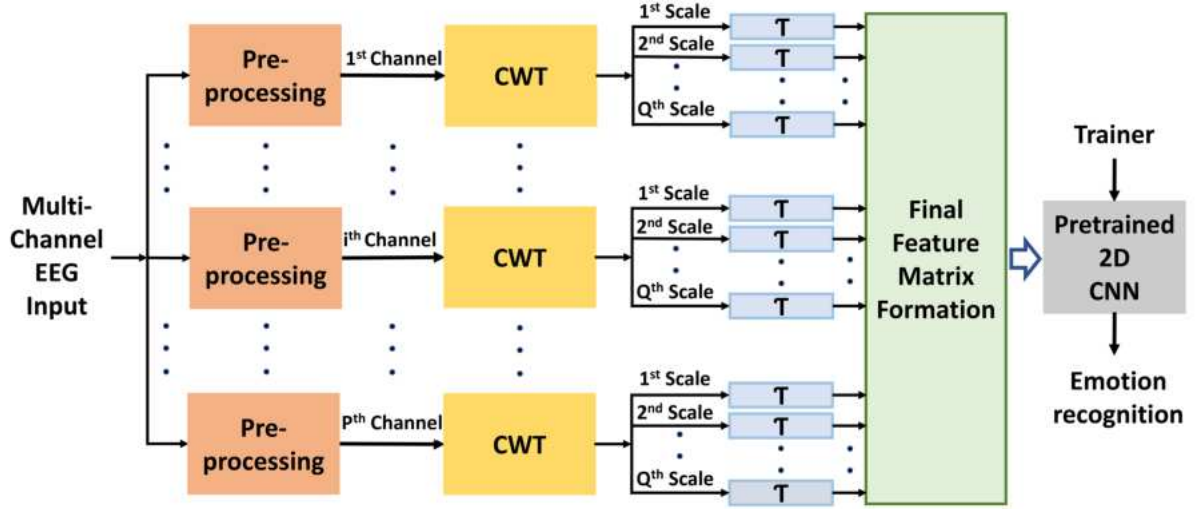 Multi-
Channel
EEG
Input
Pre-
processing
1st Channel
CWT
1st Scale
2nd Scale
Qth Scale
T
T
T
Pre-
processing
ith Channel
CWT
1st Scale
2nd Scale
Qth Scale
T
T
T
Pre-
processing
Pth Channel
CWT
1st Scale
2nd Scale
Qth Scale
T
T
T
Final
Feature
Matrix
Formation
Trainer
Pretrained
2D
CNN
Emotion
recognition